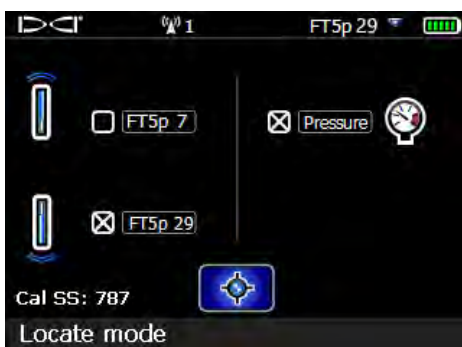 DCI 1 FT5p 29
FT5p 7 Pressure
FT5p 29
Cal SS: 787
Locate mode